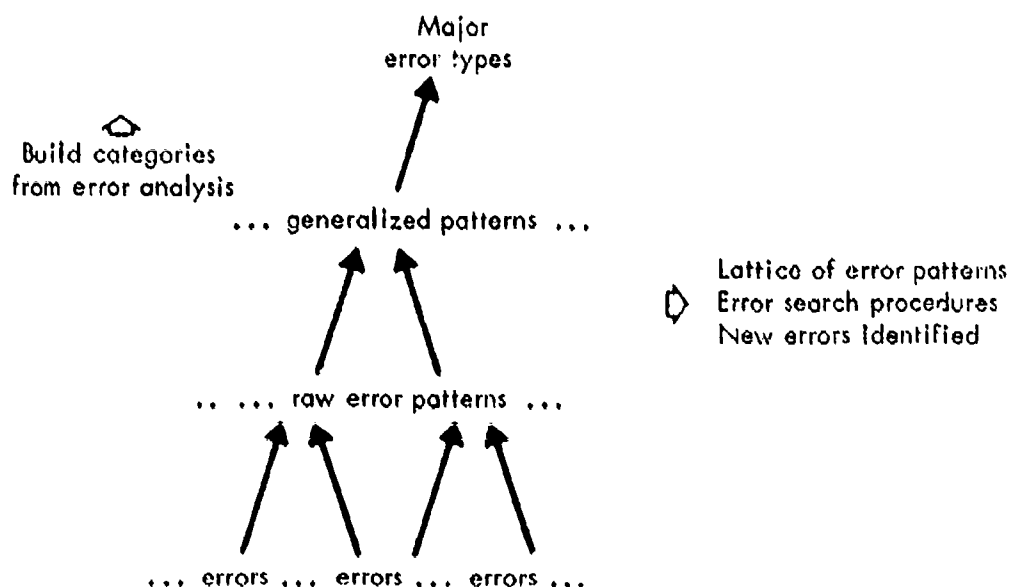 Major
error types
Build categories
from error analysis
... generalized patterns ...
Lattice of error patterns
Error search procedures
New errors identified
.. ... raw error patterns ...
... errors ... errors ... errors ...